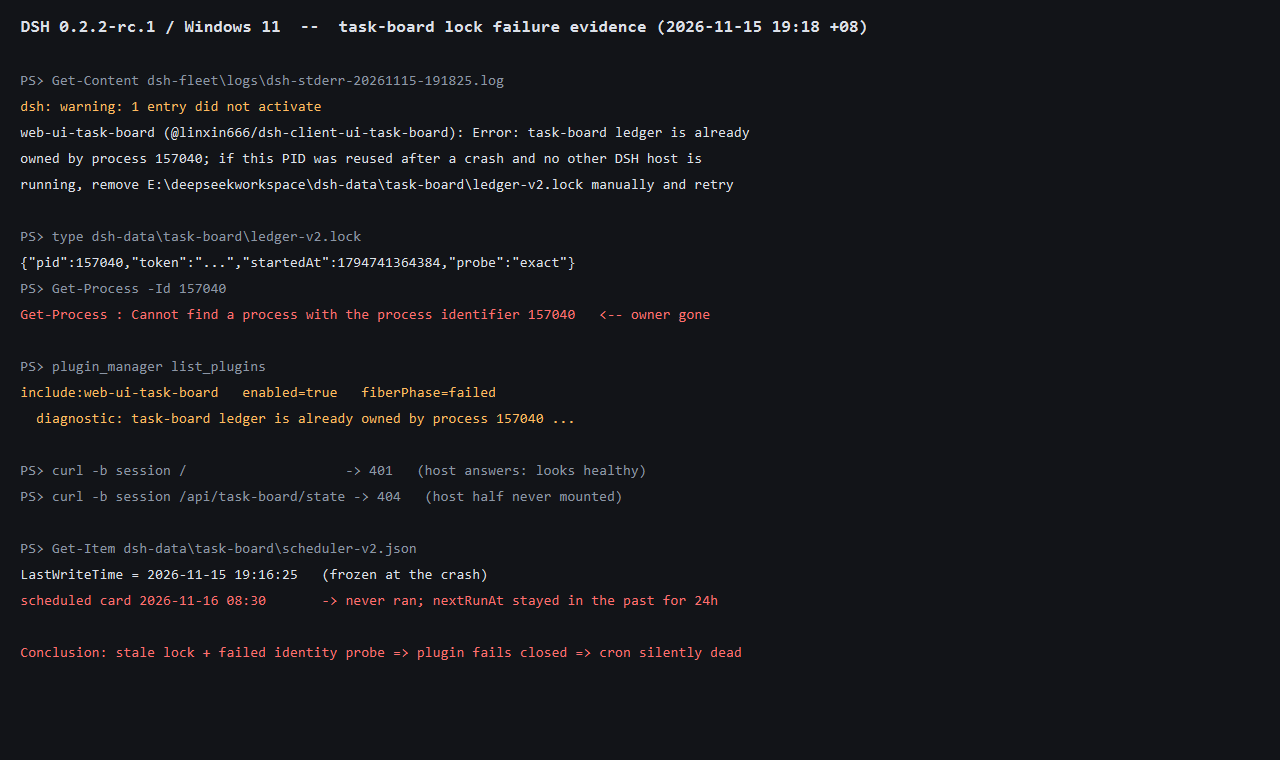 DSH 0.2.2-rc.1 / Windows 11  --  task-board lock failure evidence (2026-11-15 19:18 +08)
PS> Get-Content dsh-fleet\logs\dsh-stderr-20261115-191825.log
dsh: warning: 1 entry did not activate
web-ui-task-board (@linxin666/dsh-client-ui-task-board): Error: task-board ledger is already
owned by process 157040; if this PID was reused after a crash and no other DSH host is
running, remove E:\deepseekworkspace\dsh-data\task-board\ledger-v2.lock manually and retry
PS> type dsh-data\task-board\ledger-v2.lock
{"pid":157040,"token":"...","startedAt":1794741364384,"probe":"exact"}
PS> Get-Process -Id 157040
Get-Process : Cannot find a process with the process identifier 157040   <-- owner gone
PS> plugin_manager list_plugins
include:web-ui-task-board   enabled=true   fiberPhase=failed
  diagnostic: task-board ledger is already owned by process 157040 ...
PS> curl -b session /                    -> 401   (host answers: looks healthy)
PS> curl -b session /api/task-board/state -> 404   (host half never mounted)
PS> Get-Item dsh-data\task-board\scheduler-v2.json
LastWriteTime = 2026-11-15 19:16:25   (frozen at the crash)
scheduled card 2026-11-16 08:30       -> never ran; nextRunAt stayed in the past for 24h
Conclusion: stale lock + failed identity probe => plugin fails closed => cron silently dead